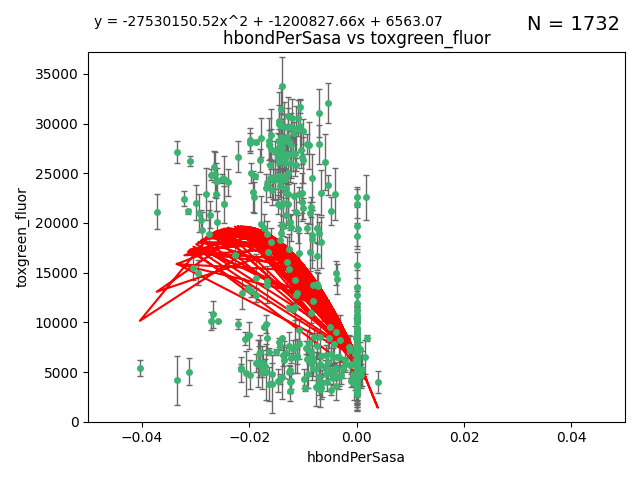 y = -27530150.52x^2 + -1200827.66x + 6563.07
N = 1732
hbondPerSasa vs toxgreen_fluor
35000
30000
25000
20000
15000
10000
5000
0
toxgreen_fluor
−0.04
−0.02
0.00
0.02
0.04
hbondPerSasa